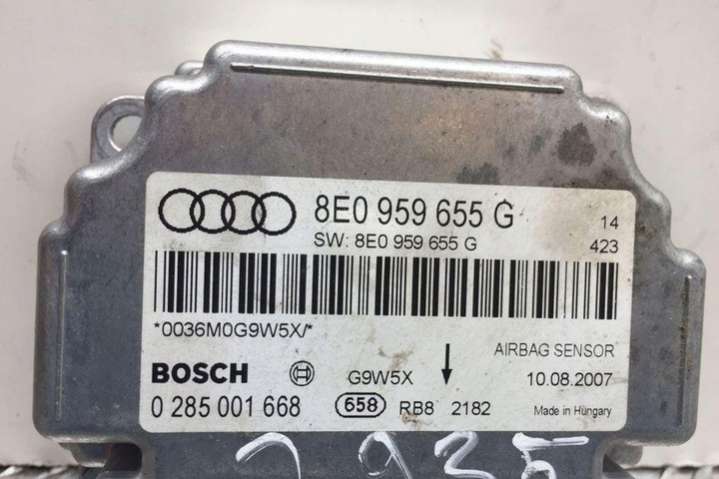 8E0 959 655 G 14
SW: 8E0 959 655 G 423
*0036M0G9W5X/*
AIRBAG SENSOR
BOSCH G9W5X 10.08.2007
0 285 001 668 658 RB8 2182 Made in Hungary